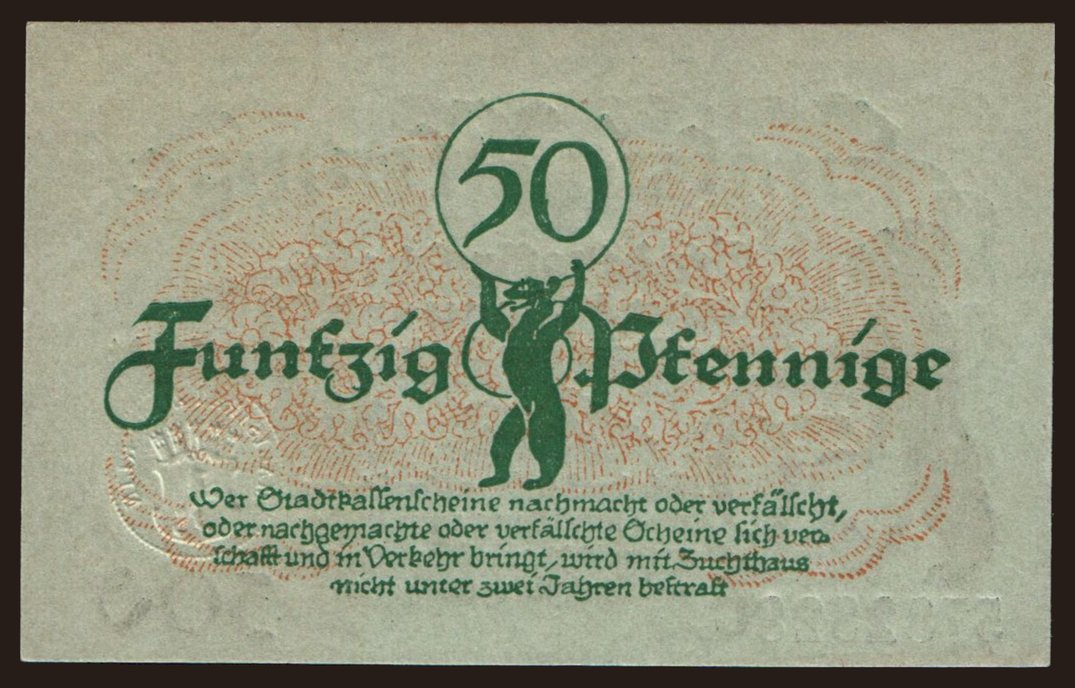 50
Funfzig Pfennige
Wer Stadtkassenscheine nachmacht oder verfälscht,
oder nachgemachte oder verfälschte Scheine sich ver-
schafft und in Verkehr bringt, wird mit Zuchthaus
nicht unter zwei Jahren bestraft